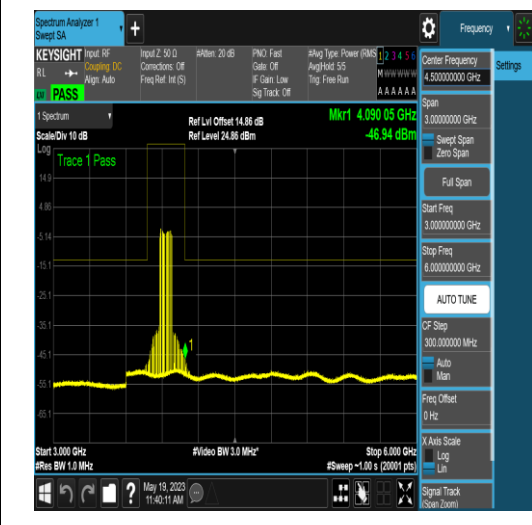 Spectrum Analyzer 1
Swept SA
Frequency
KEYSIGHT
RL
PASS
Input: RF
Coupling: DC
Align: Auto
Input Z: 50 Ω
Corrections: Off
Freq Ref: Int (S)
#Atten: 20 dB
PNO: Fast
Gate: Off
IF Gain: Low
Sig Track: Off
#Avg Type: Power (RMS)
Avg|Hold: 5/5
Trig: Free Run
1 2 3 4 5 6
M W W W W W
A A A A A A
1 Spectrum
Scale/Div 10 dB
Ref Lvl Offset 14.86 dB
Ref Level 24.86 dBm
Mkr1 4.090 05 GHz
-46.94 dBm
Log
Trace 1 Pass
14.9
4.86
-5.14
-15.1
-25.1
-35.1
-45.1
-55.1
-65.1
1
Start 3.000 GHz
#Res BW 1.0 MHz
#Video BW 3.0 MHz*
Stop 6.000 GHz
#Sweep ~1.00 s (20001 pts)
May 19, 2023
11:40:11 AM
Center Frequency
4.500000000 GHz
Span
3.00000000 GHz
Swept Span
Zero Span
Full Span
Start Freq
3.000000000 GHz
Stop Freq
6.000000000 GHz
AUTO TUNE
CF Step
300.000000 MHz
Auto
Man
Freq Offset
0 Hz
X Axis Scale
Log
Lin
Signal Track
(Span Zoom)
Settings